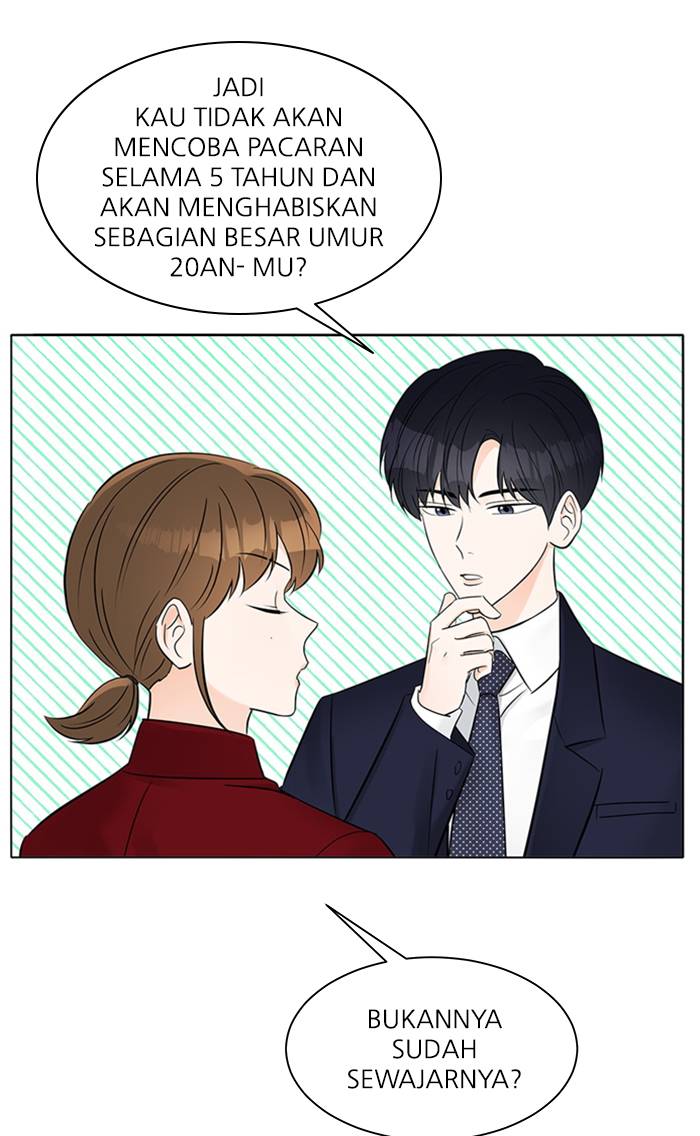 JADI
KAU TIDAK AKAN
MENCOBA PACARAN
SELAMA 5 TAHUN DAN
AKAN MENGHABISKAN
SEBAGIAN BESAR UMUR
20AN- MU?
BUKANNYA
SUDAH
SEWAJARNYA?